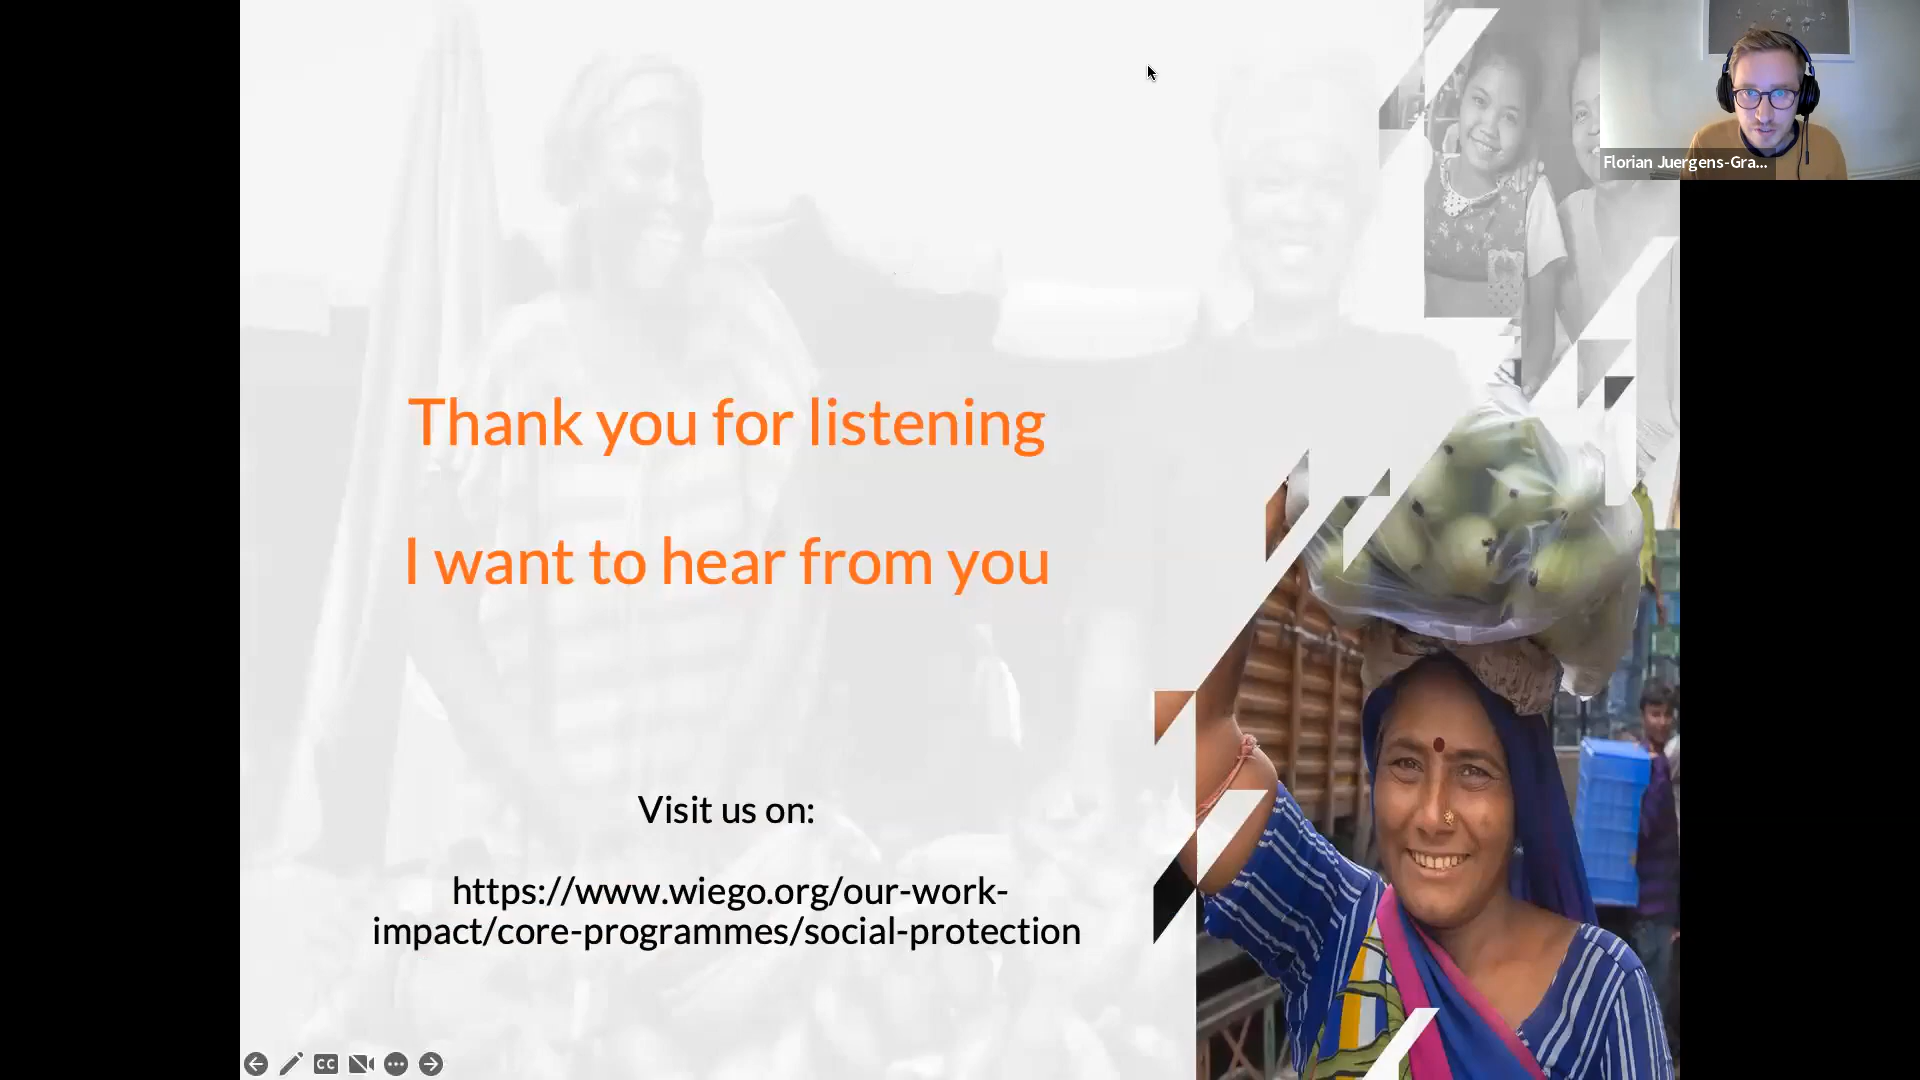 Florian Juergens-Gra...
Thank you for listening
I want to hear from you
Visit us on:
https://www.wiego.org/our-work-
impact/core-programmes/social-protection
CC